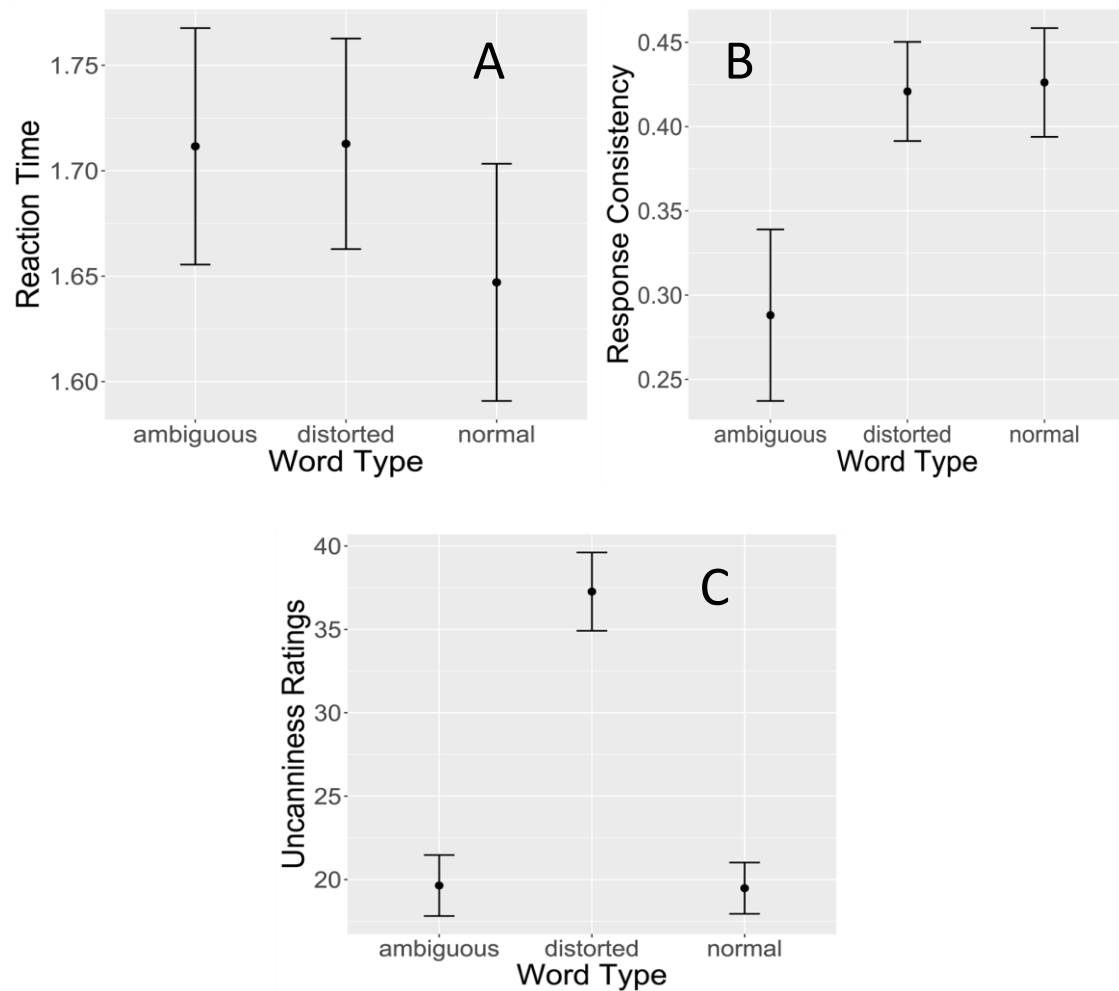 A
Reaction Time
1.75
1.70
1.65
1.60
ambiguous distorted normal
Word Type
B
Response Consistency
0.45
0.40
0.35
0.30
0.25
ambiguous distorted normal
Word Type
C
Uncanniness Ratings
40
35
30
25
20
ambiguous distorted normal
Word Type